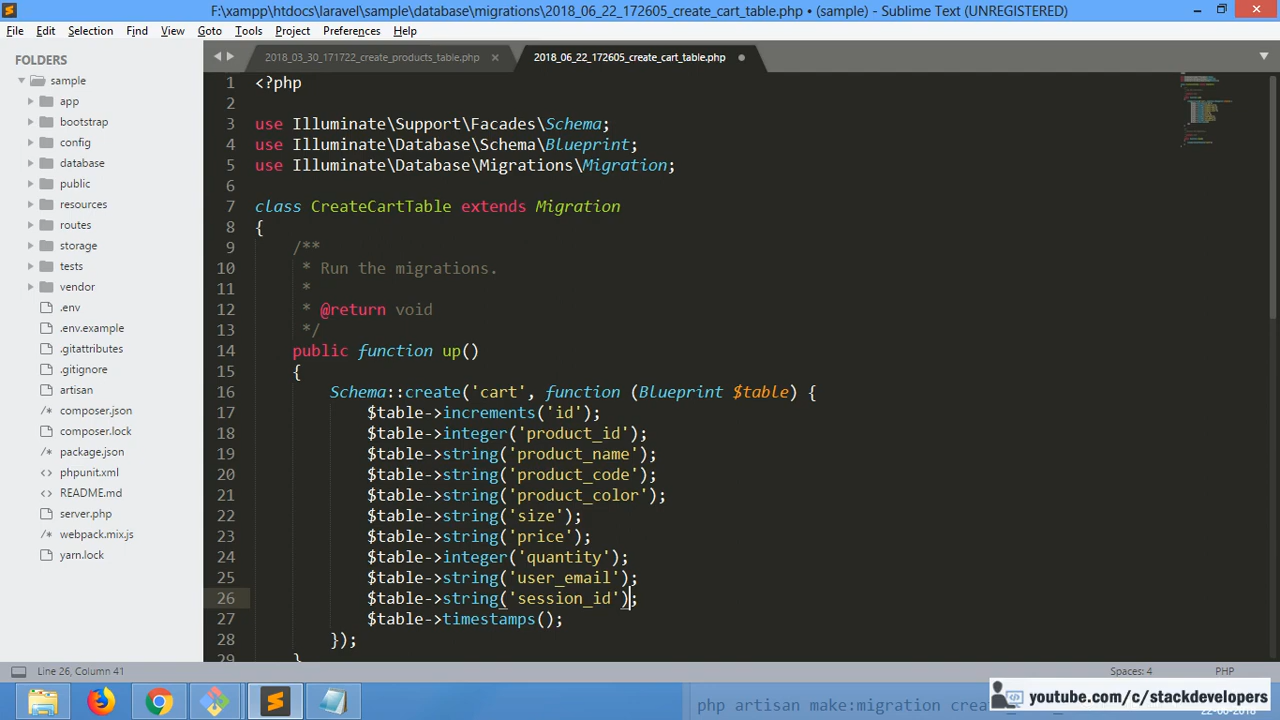 F:\xampp\htdocs\laravel\sample\database\migrations\2018_06_22_172605_create_cart_table.php • (sample) - Sublime Text (UNREGISTERED)
File Edit Selection Find View Goto Tools Project Preferences Help
FOLDERS
sample
app
bootstrap
config
database
public
resources
routes
storage
tests
vendor
.env
.env.example
.gitattributes
.gitignore
artisan
composer.json
composer.lock
package.json
phpunit.xml
README.md
server.php
webpack.mix.js
yarn.lock
2018_03_30_171722_create_products_table.php 2018_06_22_172605_create_cart_table.php
1 <?php
2
3 use Illuminate\Support\Facades\Schema;
4 use Illuminate\Database\Schema\Blueprint;
5 use Illuminate\Database\Migrations\Migration;
6
7 class CreateCartTable extends Migration
8 {
9 /**
10 * Run the migrations.
11 *
12 * @return void
13 */
14 public function up()
15 {
16 Schema::create('cart', function (Blueprint $table) {
17 $table->increments('id');
18 $table->integer('product_id');
19 $table->string('product_name');
20 $table->string('product_code');
21 $table->string('product_color');
22 $table->string('size');
23 $table->string('price');
24 $table->integer('quantity');
25 $table->string('user_email');
26 $table->string('session_id');
27 $table->timestamps();
28 });
29 }
Line 26, Column 41 Spaces: 4 PHP
php artisan make:migration
youtube.com/c/stackdevelopers